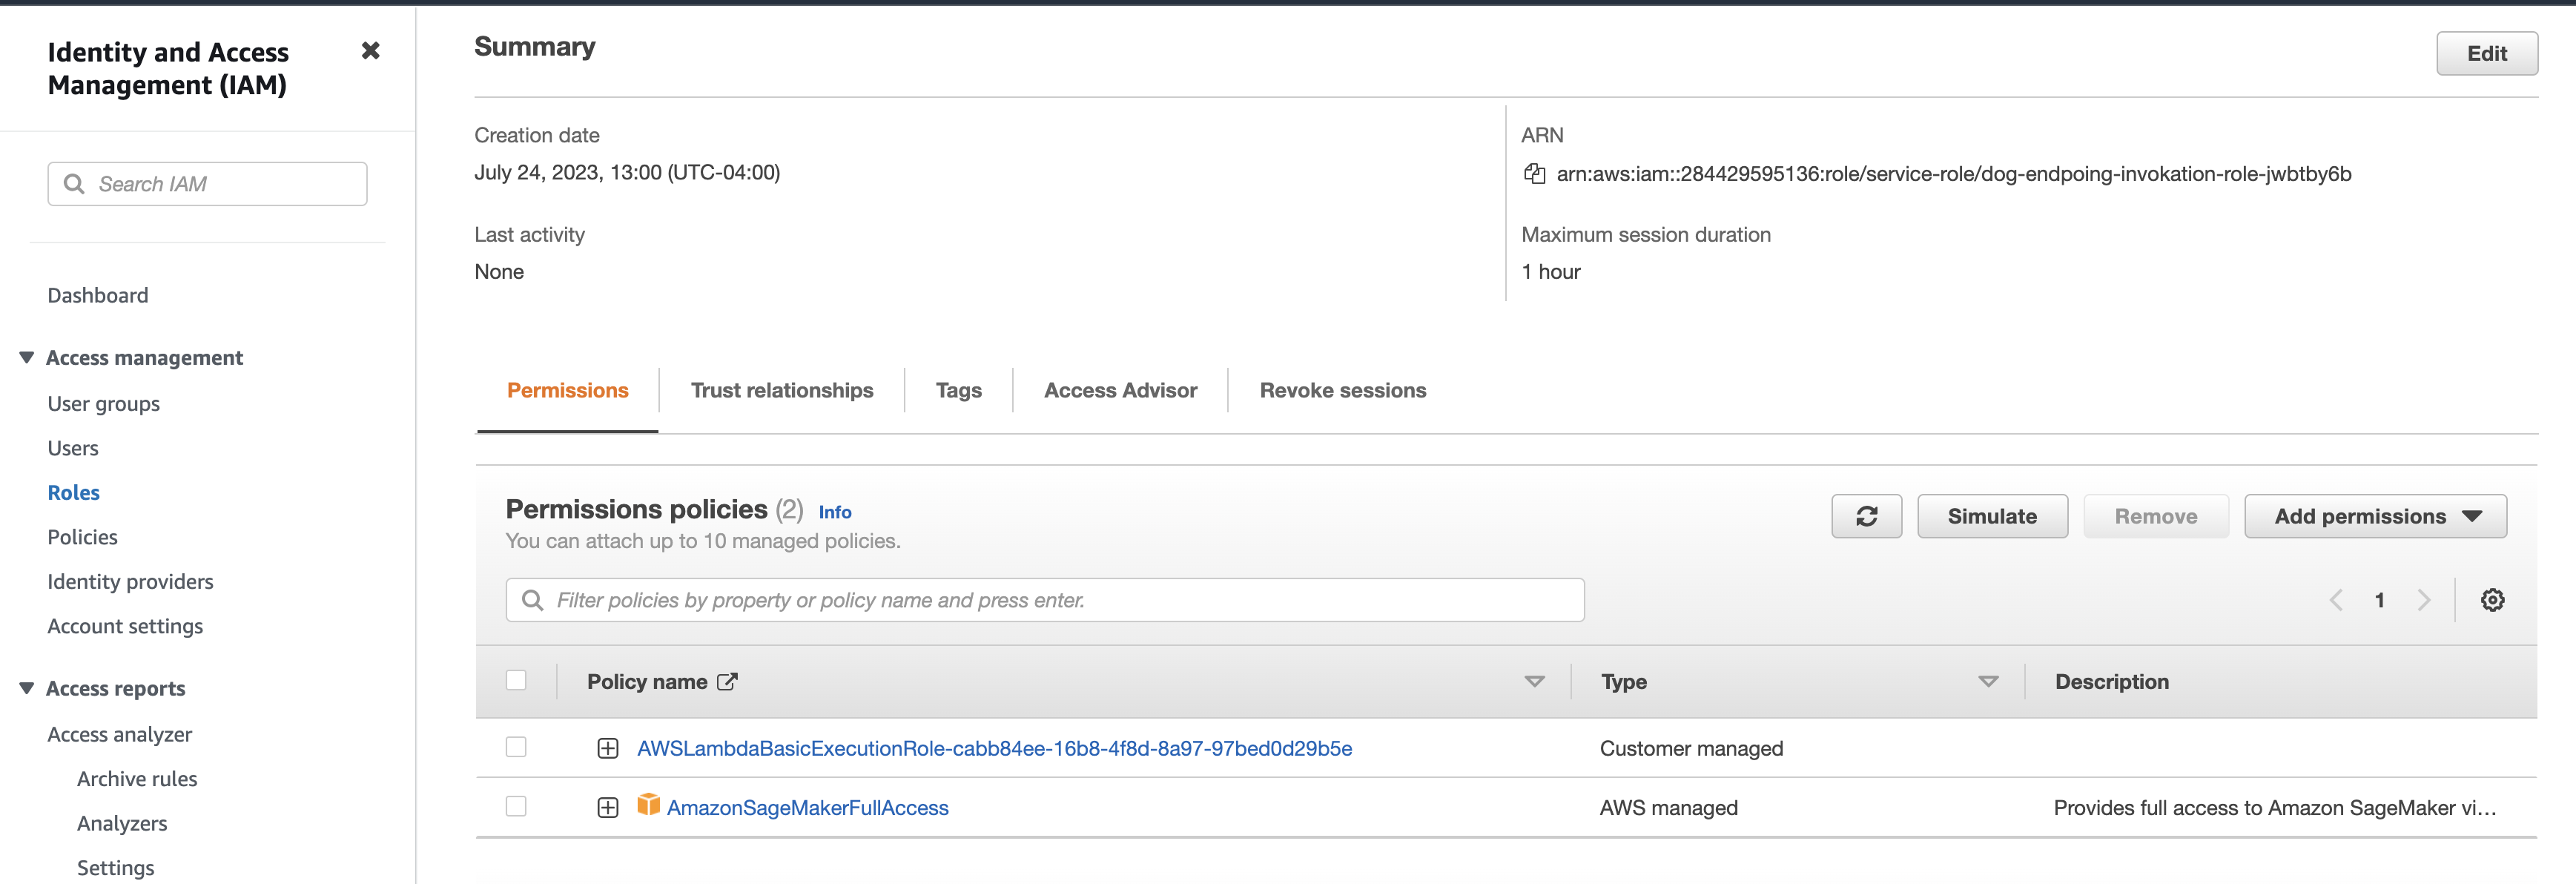 Identity and Access
Management (IAM)
Search IAM
Dashboard
Access management
User groups
Users
Roles
Policies
Identity providers
Account settings
Access reports
Access analyzer
Archive rules
Analyzers
Settings
Summary
Edit
Creation date
July 24, 2023, 13:00 (UTC-04:00)
ARN
arn:aws:iam::284429595136:role/service-role/dog-endpoing-invokation-role-jwbtby6b
Last activity
None
Maximum session duration
1 hour
Permissions
Trust relationships
Tags
Access Advisor
Revoke sessions
Permissions policies (2) Info
You can attach up to 10 managed policies.
Simulate
Remove
Add permissions
Filter policies by property or policy name and press enter.
1
Policy name
Type
Description
AWSLambdaBasicExecutionRole-cabb84ee-16b8-4f8d-8a97-97bed0d29b5e
Customer managed
AmazonSageMakerFullAccess
AWS managed
Provides full access to Amazon SageMaker vi...